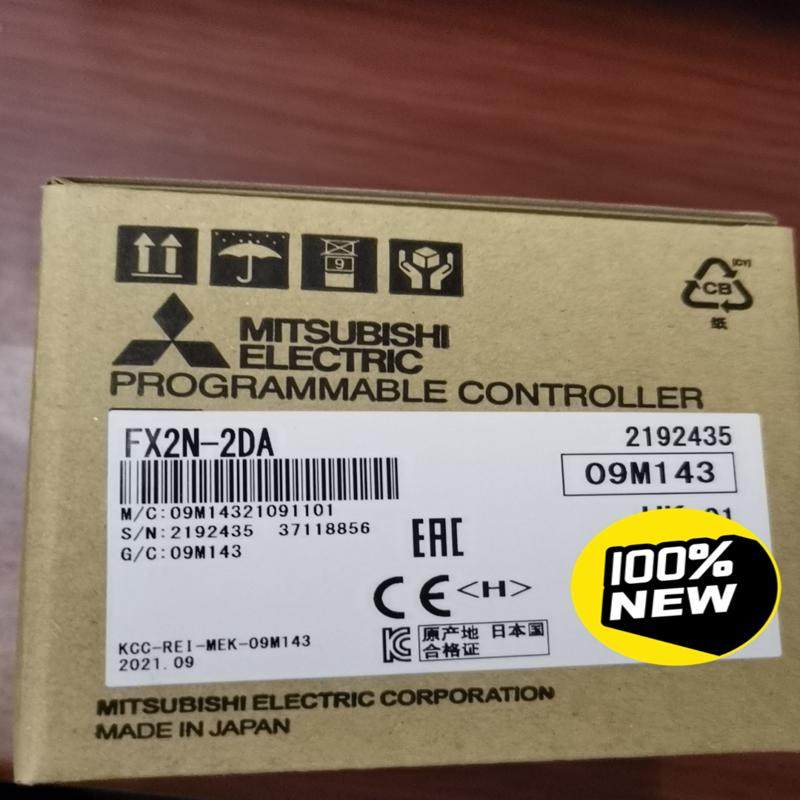 9
[CY]
CB
纸
MITSUBISHI
ELECTRIC
PROGRAMMABLE CONTROLLER
FX2N-2DA
2192435
09M143
M/C:09M14321091101
S/N:2192435 37118856
G/C:09M143
EAC
CE <H>
100%
NEW
KC
原产地 日本国
合格证
KCC-REI-MEK-09M143
2021.09
MITSUBISHI ELECTRIC CORPORATION
MADE IN JAPAN